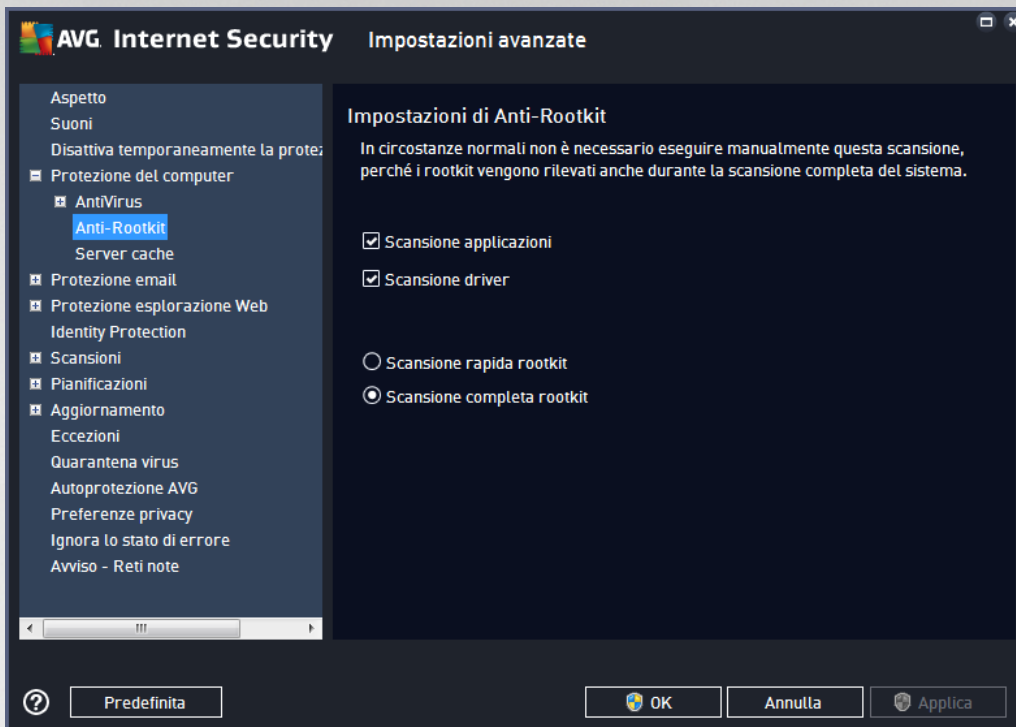 AVG. Internet Security Impostazioni avanzate
Aspetto
Suoni
Disattiva temporaneamente la protez
Protezione del computer
AntiVirus
Anti-Rootkit
Server cache
Protezione email
Protezione esplorazione Web
Identity Protection
Scansioni
Pianificazioni
Aggiornamento
Eccezioni
Quarantena virus
Autoprotezione AVG
Preferenze privacy
Ignora lo stato di errore
Avviso - Reti note
Impostazioni di Anti-Rootkit
In circostanze normali non è necessario eseguire manualmente questa scansione,
perché i rootkit vengono rilevati anche durante la scansione completa del sistema.
Scansione applicazioni
Scansione driver
Scansione rapida rootkit
Scansione completa rootkit
? Predefinita OK Annulla Applica